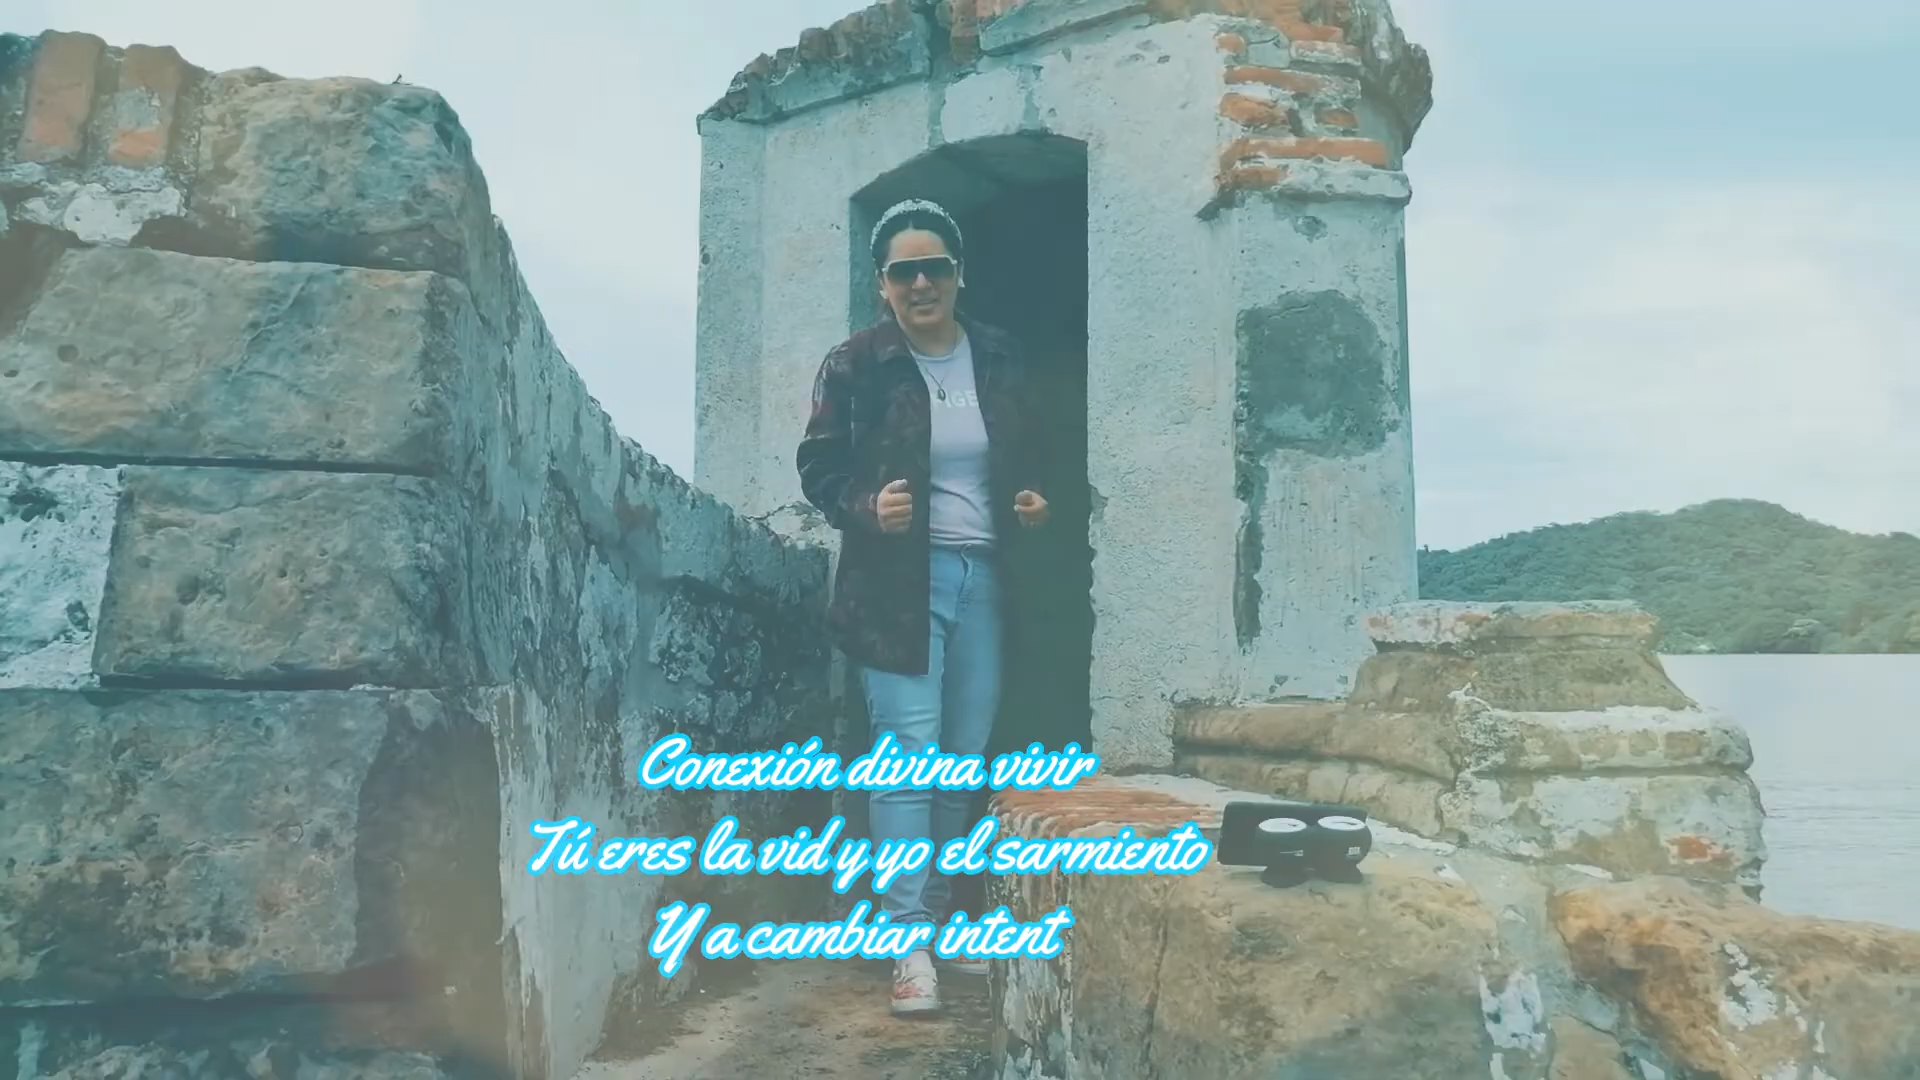 Conexión divina vivir
Tú eres la vid y yo el sarmiento
Y a cambiar intent